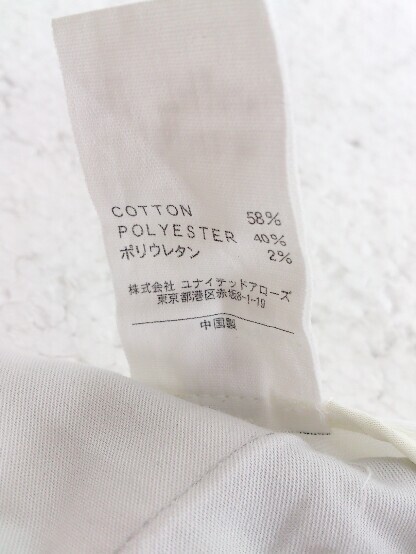 COTTON 58%
POLYESTER 40%
ポリウレタン 2%
株式会社 ユナイテッドアローズ
東京都港区赤坂8-1-19
中国製